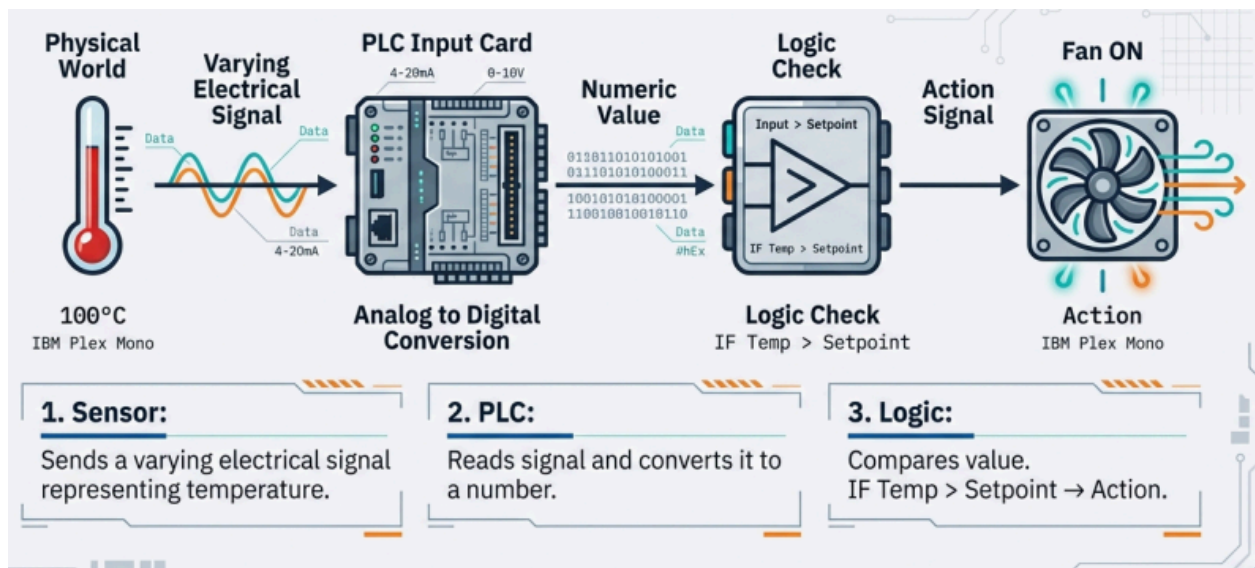 Physical
World
Varying
Electrical
Signal
PLC Input Card
4-20mA
0-10V
Numeric
Value
Logic
Check
Action
Signal
Fan ON
Data
Data
Data
4-20mA
Data
011011010101001
011101010100011
100101010100001
110010010010110
Data
#hEx
Input > Setpoint
>
IF Temp > Setpoint
100°C
IBM Plex Mono
Analog to Digital
Conversion
Logic Check
IF Temp > Setpoint
Action
IBM Plex Mono
1. Sensor:
Sends a varying electrical signal
representing temperature.
2. PLC:
Reads signal and converts it to
a number.
3. Logic:
Compares value.
IF Temp > Setpoint → Action.